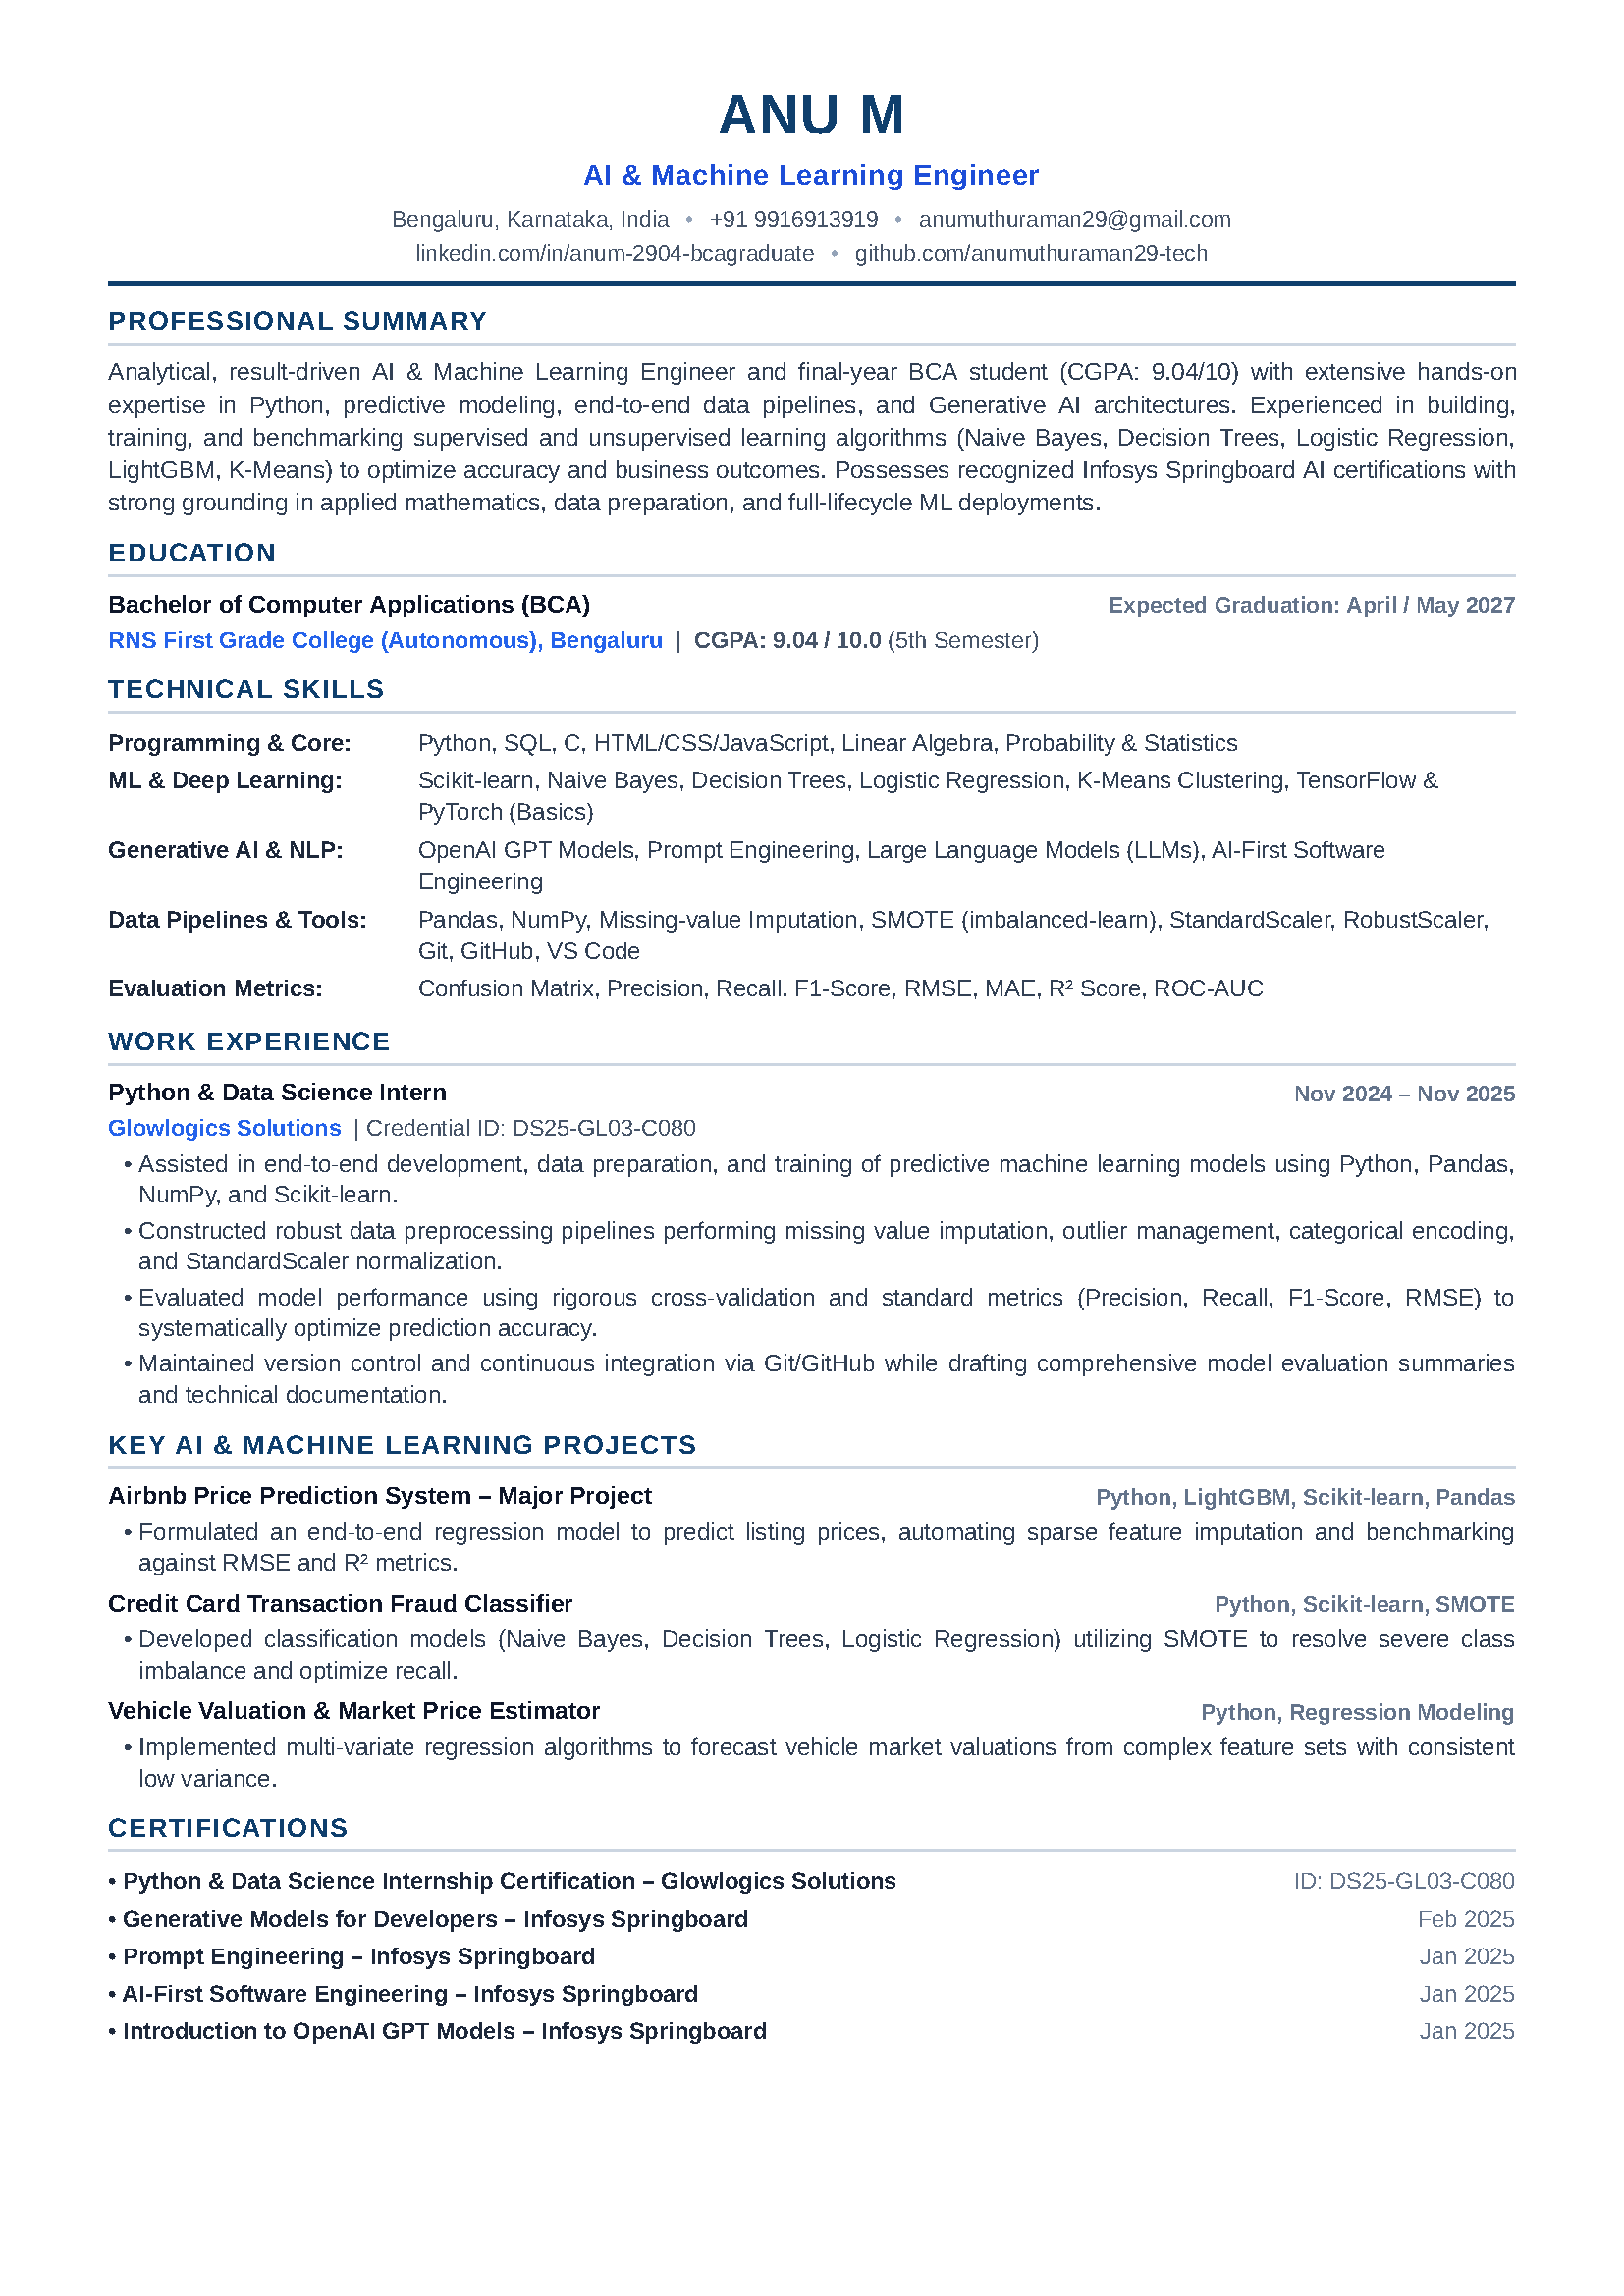 ANU M
AI & Machine Learning Engineer
Bengaluru, Karnataka, India • +91 9916913919 • anumuthuraman29@gmail.com
linkedin.com/in/anum-2904-bcagraduate • github.com/anumuthuraman29-tech
PROFESSIONAL SUMMARY
Analytical, result-driven AI & Machine Learning Engineer and final-year BCA student (CGPA: 9.04/10) with extensive hands-on
expertise in Python, predictive modeling, end-to-end data pipelines, and Generative AI architectures. Experienced in building,
training, and benchmarking supervised and unsupervised learning algorithms (Naive Bayes, Decision Trees, Logistic Regression,
LightGBM, K-Means) to optimize accuracy and business outcomes. Possesses recognized Infosys Springboard AI certifications with
strong grounding in applied mathematics, data preparation, and full-lifecycle ML deployments.
EDUCATION
Bachelor of Computer Applications (BCA) Expected Graduation: April / May 2027
RNS First Grade College (Autonomous), Bengaluru | CGPA: 9.04 / 10.0 (5th Semester)
TECHNICAL SKILLS
Programming & Core: Python, SQL, C, HTML/CSS/JavaScript, Linear Algebra, Probability & Statistics
ML & Deep Learning: Scikit-learn, Naive Bayes, Decision Trees, Logistic Regression, K-Means Clustering, TensorFlow &
PyTorch (Basics)
Generative AI & NLP: OpenAI GPT Models, Prompt Engineering, Large Language Models (LLMs), AI-First Software
Engineering
Data Pipelines & Tools: Pandas, NumPy, Missing-value Imputation, SMOTE (imbalanced-learn), StandardScaler, RobustScaler,
Git, GitHub, VS Code
Evaluation Metrics: Confusion Matrix, Precision, Recall, F1-Score, RMSE, MAE, R² Score, ROC-AUC
WORK EXPERIENCE
Python & Data Science Intern Nov 2024 – Nov 2025
Glowlogics Solutions | Credential ID: DS25-GL03-C080
• Assisted in end-to-end development, data preparation, and training of predictive machine learning models using Python, Pandas,
NumPy, and Scikit-learn.
• Constructed robust data preprocessing pipelines performing missing value imputation, outlier management, categorical encoding,
and StandardScaler normalization.
• Evaluated model performance using rigorous cross-validation and standard metrics (Precision, Recall, F1-Score, RMSE) to
systematically optimize prediction accuracy.
• Maintained version control and continuous integration via Git/GitHub while drafting comprehensive model evaluation summaries
and technical documentation.
KEY AI & MACHINE LEARNING PROJECTS
Airbnb Price Prediction System – Major Project Python, LightGBM, Scikit-learn, Pandas
• Formulated an end-to-end regression model to predict listing prices, automating sparse feature imputation and benchmarking
against RMSE and R² metrics.
Credit Card Transaction Fraud Classifier Python, Scikit-learn, SMOTE
• Developed classification models (Naive Bayes, Decision Trees, Logistic Regression) utilizing SMOTE to resolve severe class
imbalance and optimize recall.
Vehicle Valuation & Market Price Estimator Python, Regression Modeling
• Implemented multi-variate regression algorithms to forecast vehicle market valuations from complex feature sets with consistent
low variance.
CERTIFICATIONS
• Python & Data Science Internship Certification – Glowlogics Solutions ID: DS25-GL03-C080
• Generative Models for Developers – Infosys Springboard Feb 2025
• Prompt Engineering – Infosys Springboard Jan 2025
• AI-First Software Engineering – Infosys Springboard Jan 2025
• Introduction to OpenAI GPT Models – Infosys Springboard Jan 2025